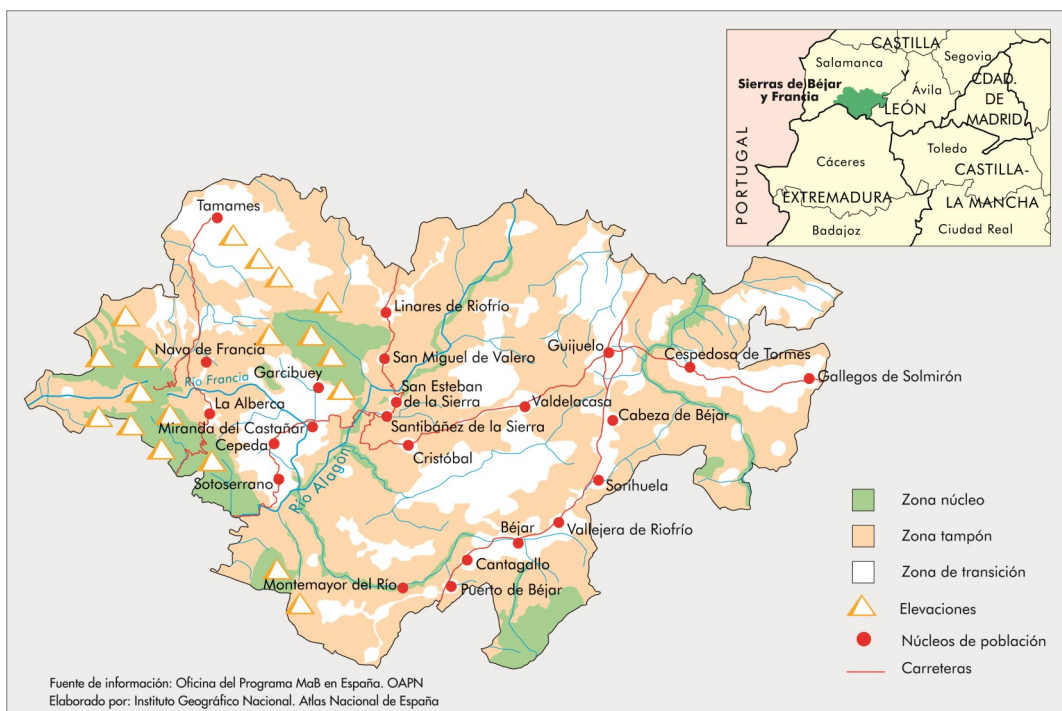 CASTILLA
Salamanca
Segovia
Sierras de Béjar
y Francia
Y
Ávila
LEÓN
CDAD.
DE
MADRID
PORTUGAL
Cáceres
Toledo
CASTILLA-
EXTREMADURA
LA MANCHA
Badajoz
Ciudad Real
Tamames
Linares de Riofrío
Nava de Francia
San Miguel de Valero
Guijuelo
Cespedosa de Tormes
Río Francia
Garcibuey
Gallegos de Solmirón
San Esteban
de la Sierra
La Alberca
Valdelacasa
Miranda del Castañar
Santibáñez de la Sierra
Cabeza de Béjar
Cepeda
Cristóbal
Sotoserrano
Río Alagón
Sorihuela
Béjar
Vallejera de Riofrío
Cantagallo
Montemayor del Río
Puerto de Béjar
Zona núcleo
Zona tampón
Zona de transición
Elevaciones
Núcleos de población
Carreteras
Fuente de información: Oficina del Programa MaB en España. OAPN
Elaborado por: Instituto Geográfico Nacional. Atlas Nacional de España